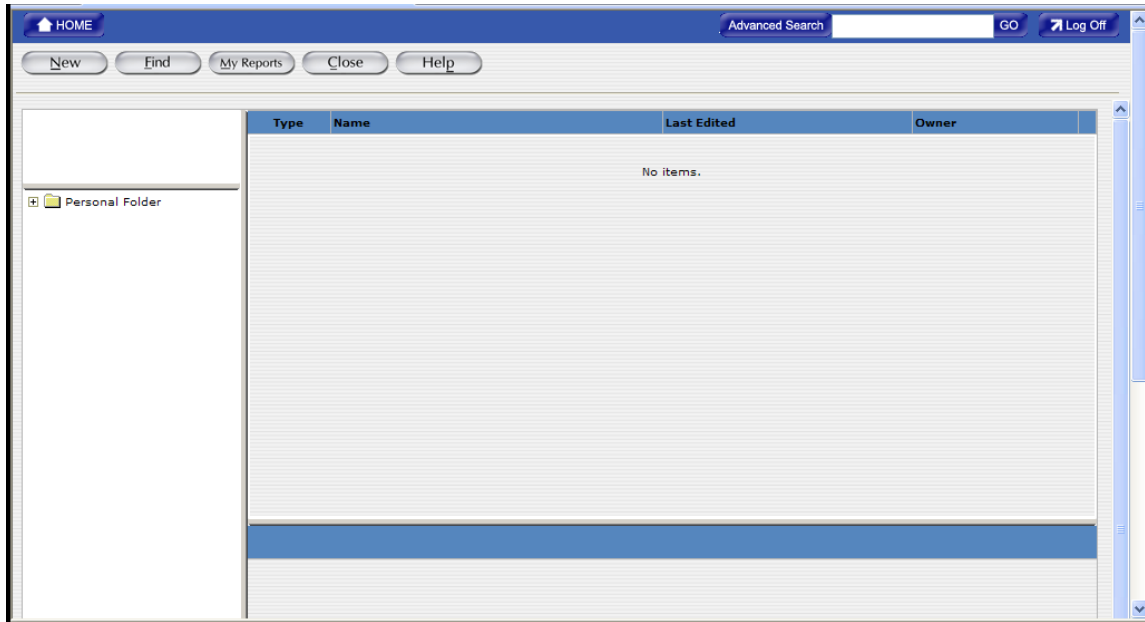 HOME Advanced Search GO Log Off
New Find My Reports Close Help
Type Name Last Edited Owner
No items.
Personal Folder